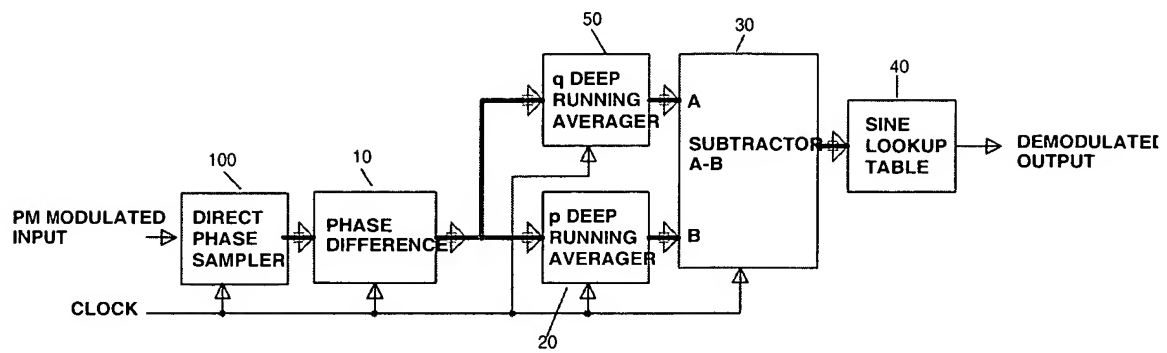 50
30
q DEEP
RUNNING
AVERAGER
A
40
SUBTRACTOR
A-B
SINE
LOOKUP
TABLE
DEMODULATED
OUTPUT
100
10
PM MODULATED
INPUT
DIRECT
PHASE
SAMPLER
PHASE
DIFFERENCE
p DEEP
RUNNING
AVERAGER
B
CLOCK
20